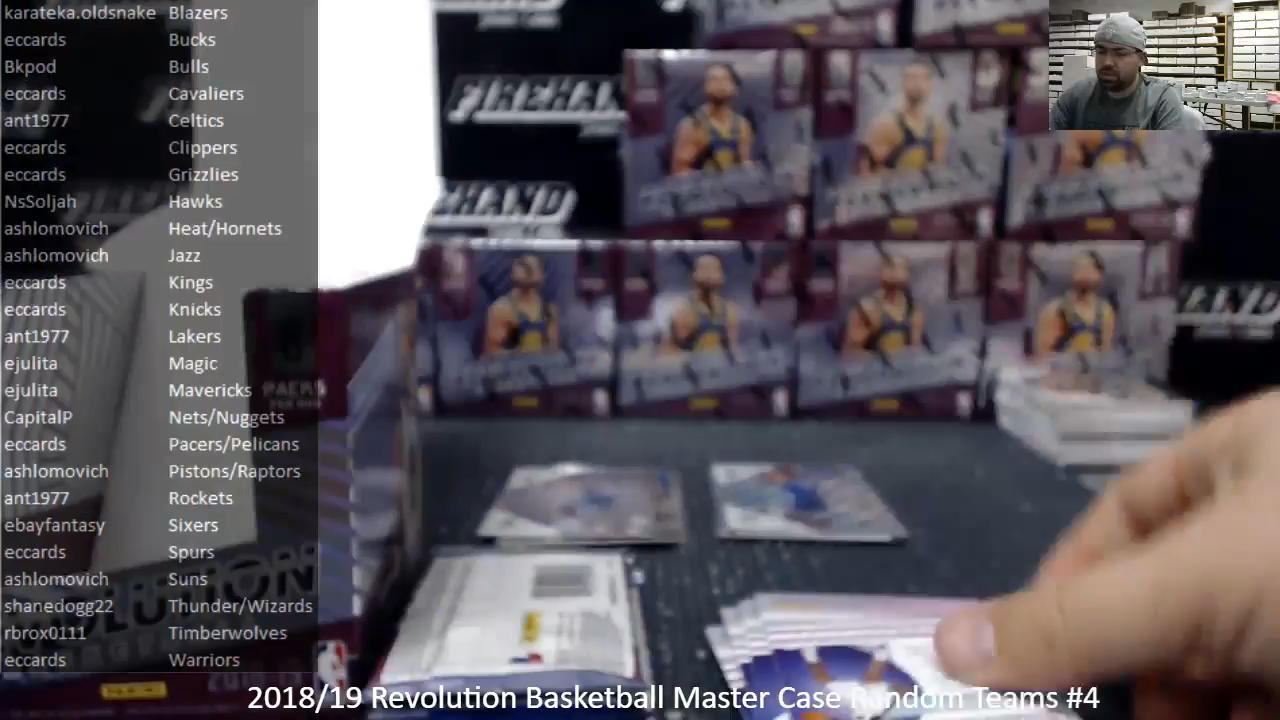 karateka.oldsnake Blazers
eccards Bucks
Bkpod Bulls
eccards Cavaliers
ant1977 Celtics
eccards Clippers
eccards Grizzlies
NsSoljah Hawks
ashlomovich Heat/Hornets
ashlomovich Jazz
eccards Kings
eccards Knicks
ant1977 Lakers
ejulita Magic
ejulita Mavericks
CapitalP Nets/Nuggets
eccards Pacers/Pelicans
ashlomovich Pistons/Raptors
ant1977 Rockets
ebayfantasy Sixers
eccards Spurs
ashlomovich Suns
shanedogg22 Thunder/Wizards
rbrox0111 Timberwolves
eccards Warriors
PANINI
2018/19 Revolution Basketball Master Case Random Teams #4